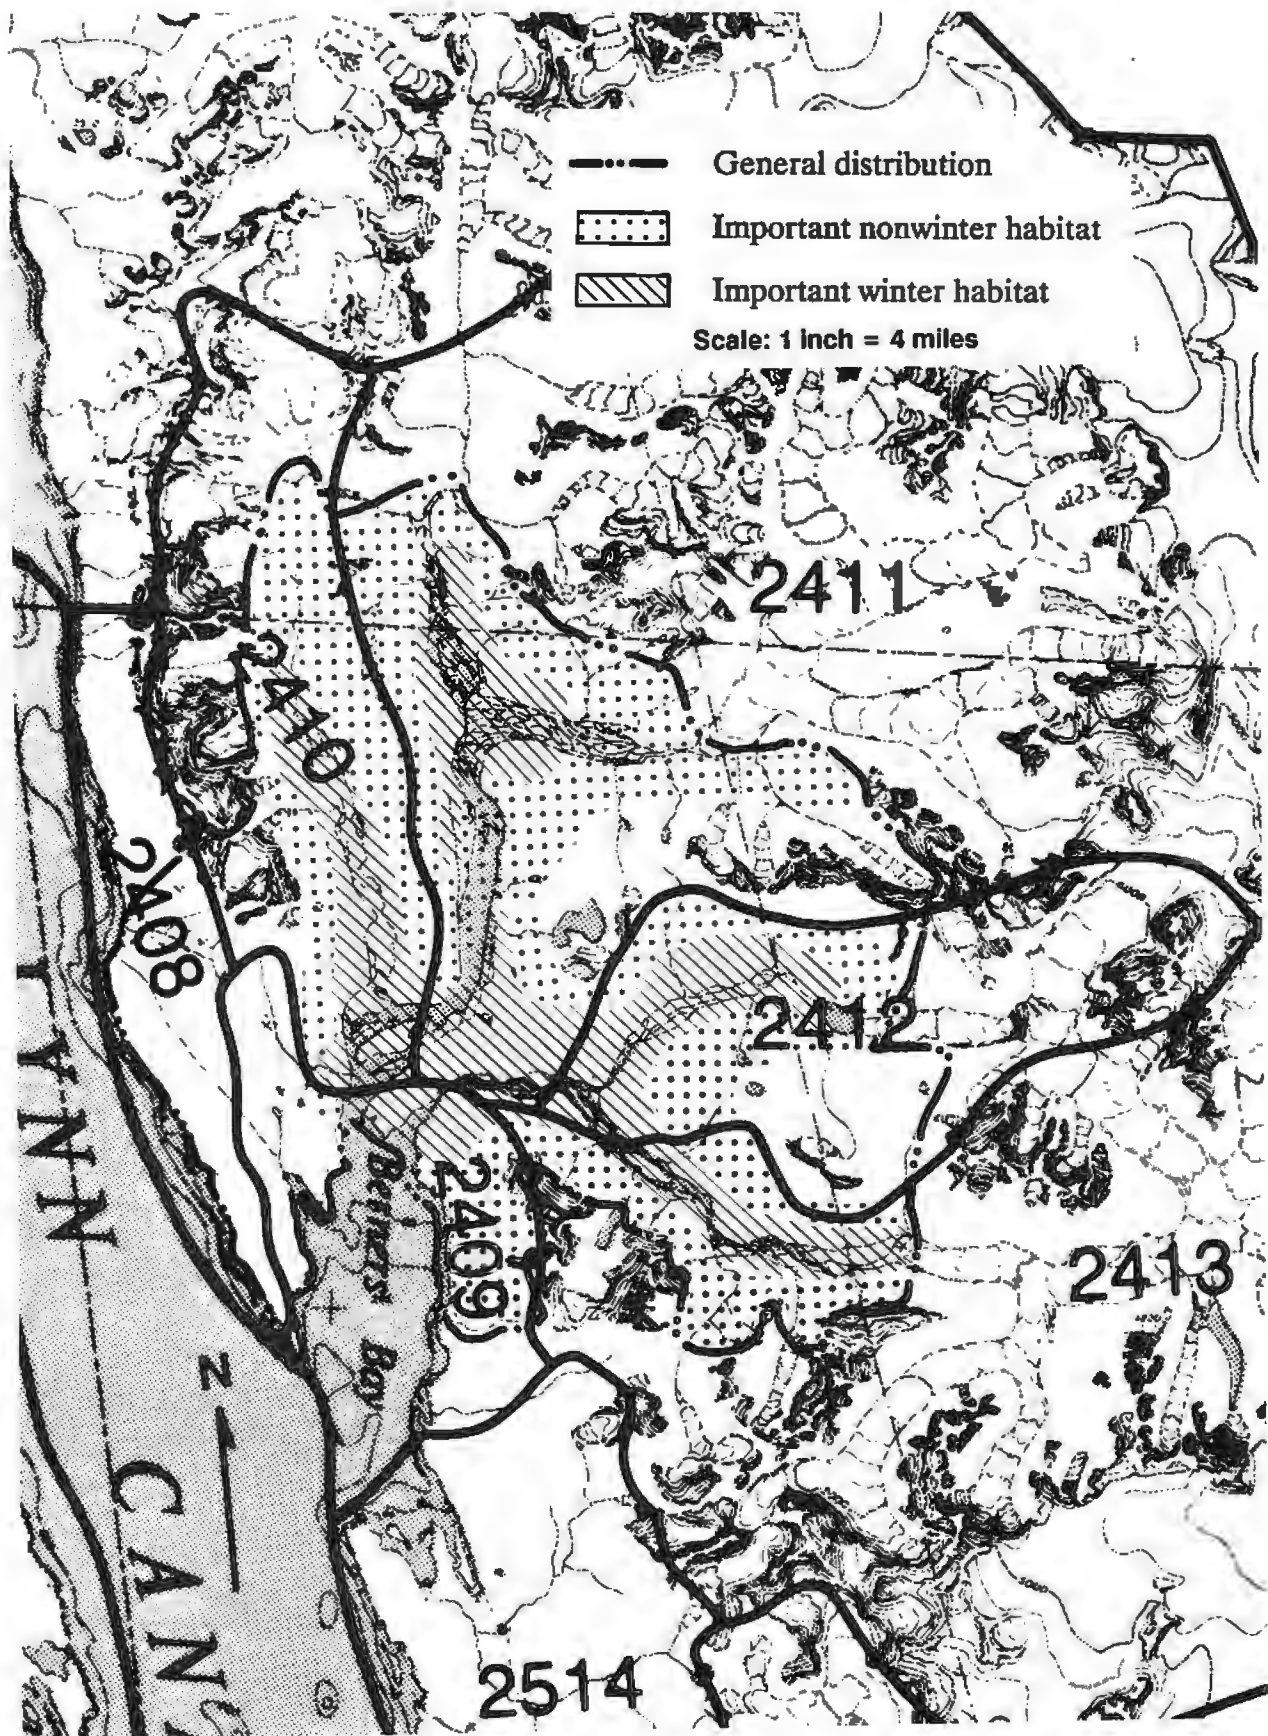 General distribution
Important nonwinter habitat
Important winter habitat
Scale: 1 inch = 4 miles
2411
2410
2408
2412
LYNN
Berners
Bay
2409
2413
N
CANA
2514